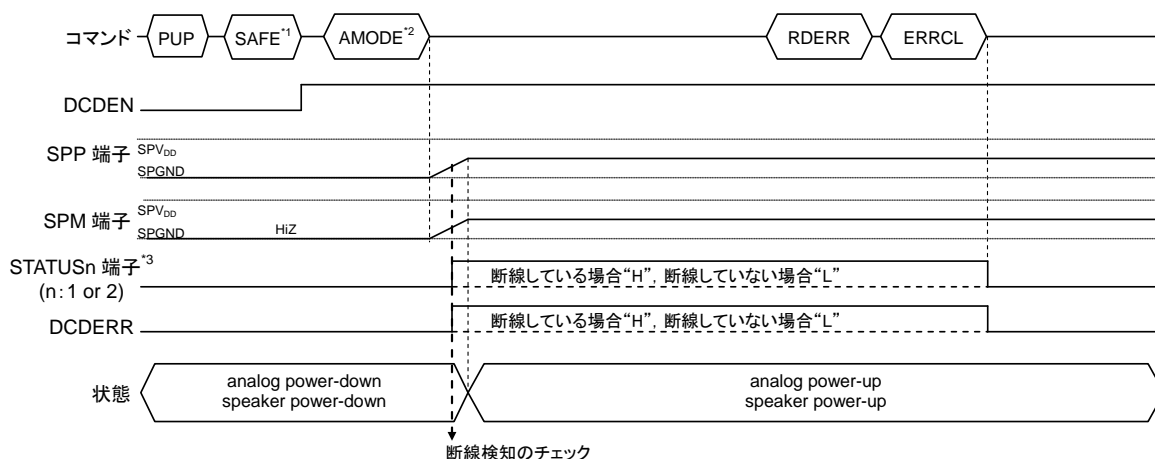 コマンド PUP SAFE*1 AMODE*2 RDERR ERRCL
DCDEN
SPP 端子 SPVDD
SPGND
SPM 端子 SPVDD
SPGND HiZ
STATUSn 端子*3
(n:1 or 2)
断線している場合“H”, 断線していない場合“L”
DCDERR 断線している場合“H”, 断線していない場合“L”
状態
analog power-down
speaker power-down
analog power-up
speaker power-up
断線検知のチェック